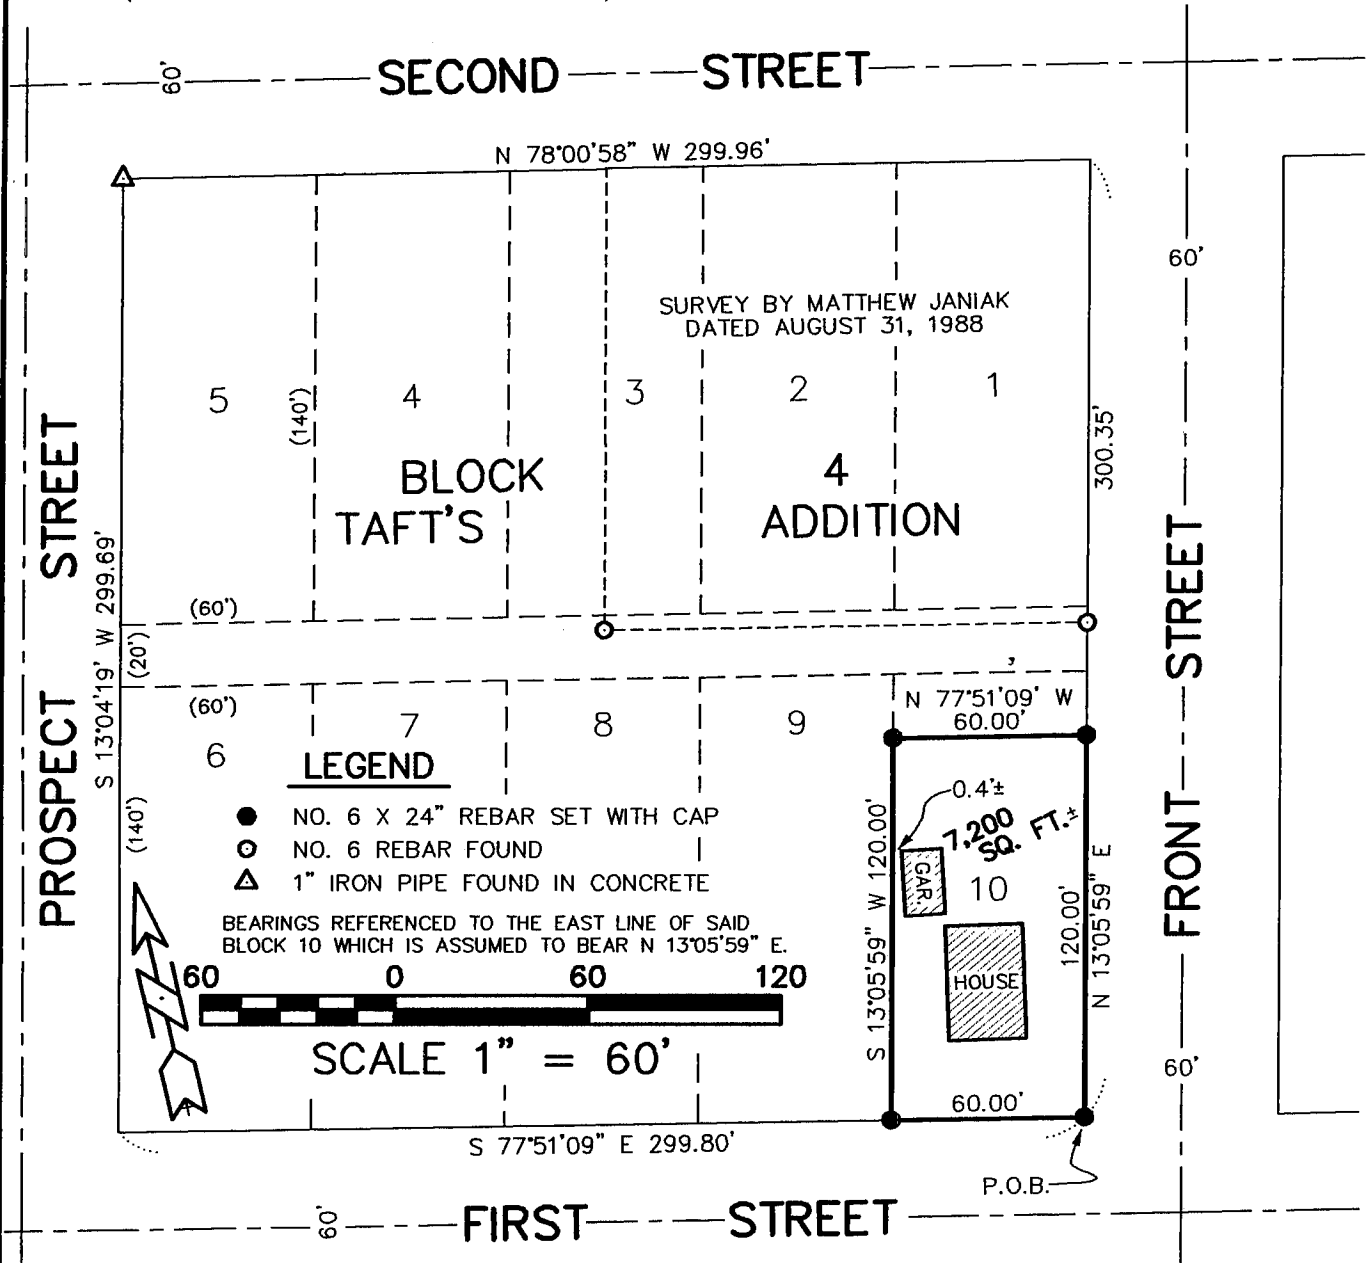 60'
SECOND STREET
N 78°00'58" W 299.96'
60'
SURVEY BY MATTHEW JANIAK
DATED AUGUST 31, 1988
5
(140')
4
3
2
1
300.35'
BLOCK 4
TAFT'S ADDITION
PROSPECT STREET
S 13°04'19' W 299.69'
FRONT STREET
(60')
(20')
(60')
6
7
8
9
N 77°51'09' W
60.00'
LEGEND
NO. 6 X 24" REBAR SET WITH CAP
NO. 6 REBAR FOUND
1" IRON PIPE FOUND IN CONCRETE
(140')
BEARINGS REFERENCED TO THE EAST LINE OF SAID
BLOCK 10 WHICH IS ASSUMED TO BEAR N 13°05'59" E.
60 0 60 120
SCALE 1" = 60'
S 13°05'59" W 120.00'
0.4'±
7,200
SQ. FT.±
GAR
10
HOUSE
120.00'
N 13°05'59" E
60'
60.00'
S 77°51'09" E 299.80'
P.O.B.
60'
FIRST STREET